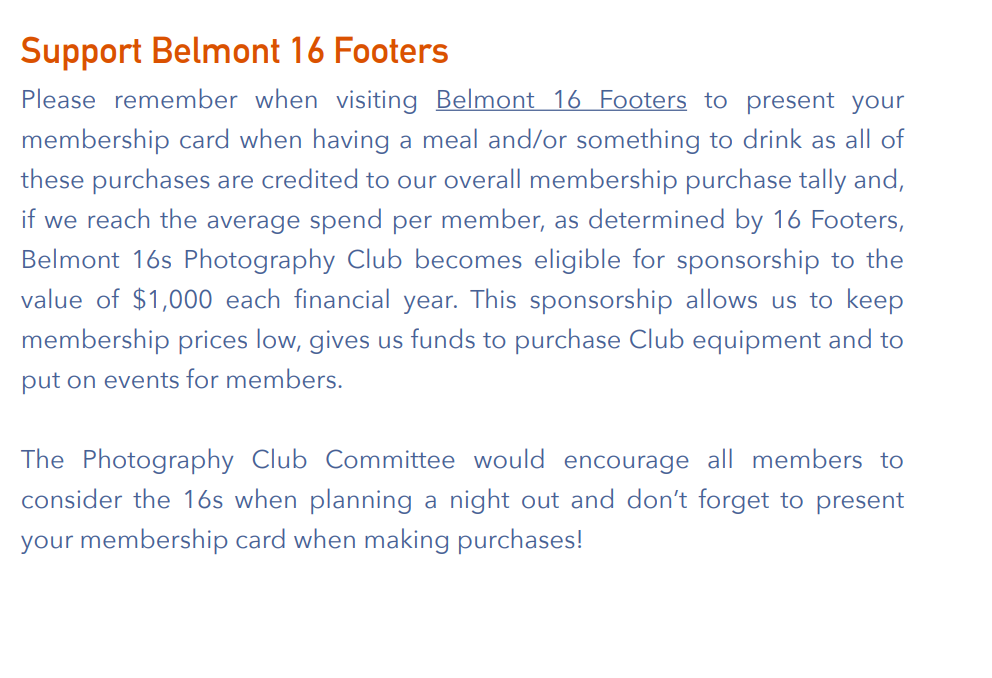 Support Belmont 16 Footers
Please remember when visiting Belmont 16 Footers to present your
membership card when having a meal and/or something to drink as all of
these purchases are credited to our overall membership purchase tally and,
if we reach the average spend per member, as determined by 16 Footers,
Belmont 16s Photography Club becomes eligible for sponsorship to the
value of $1,000 each financial year. This sponsorship allows us to keep
membership prices low, gives us funds to purchase Club equipment and to
put on events for members.
The Photography Club Committee would encourage all members to
consider the 16s when planning a night out and don’t forget to present
your membership card when making purchases!